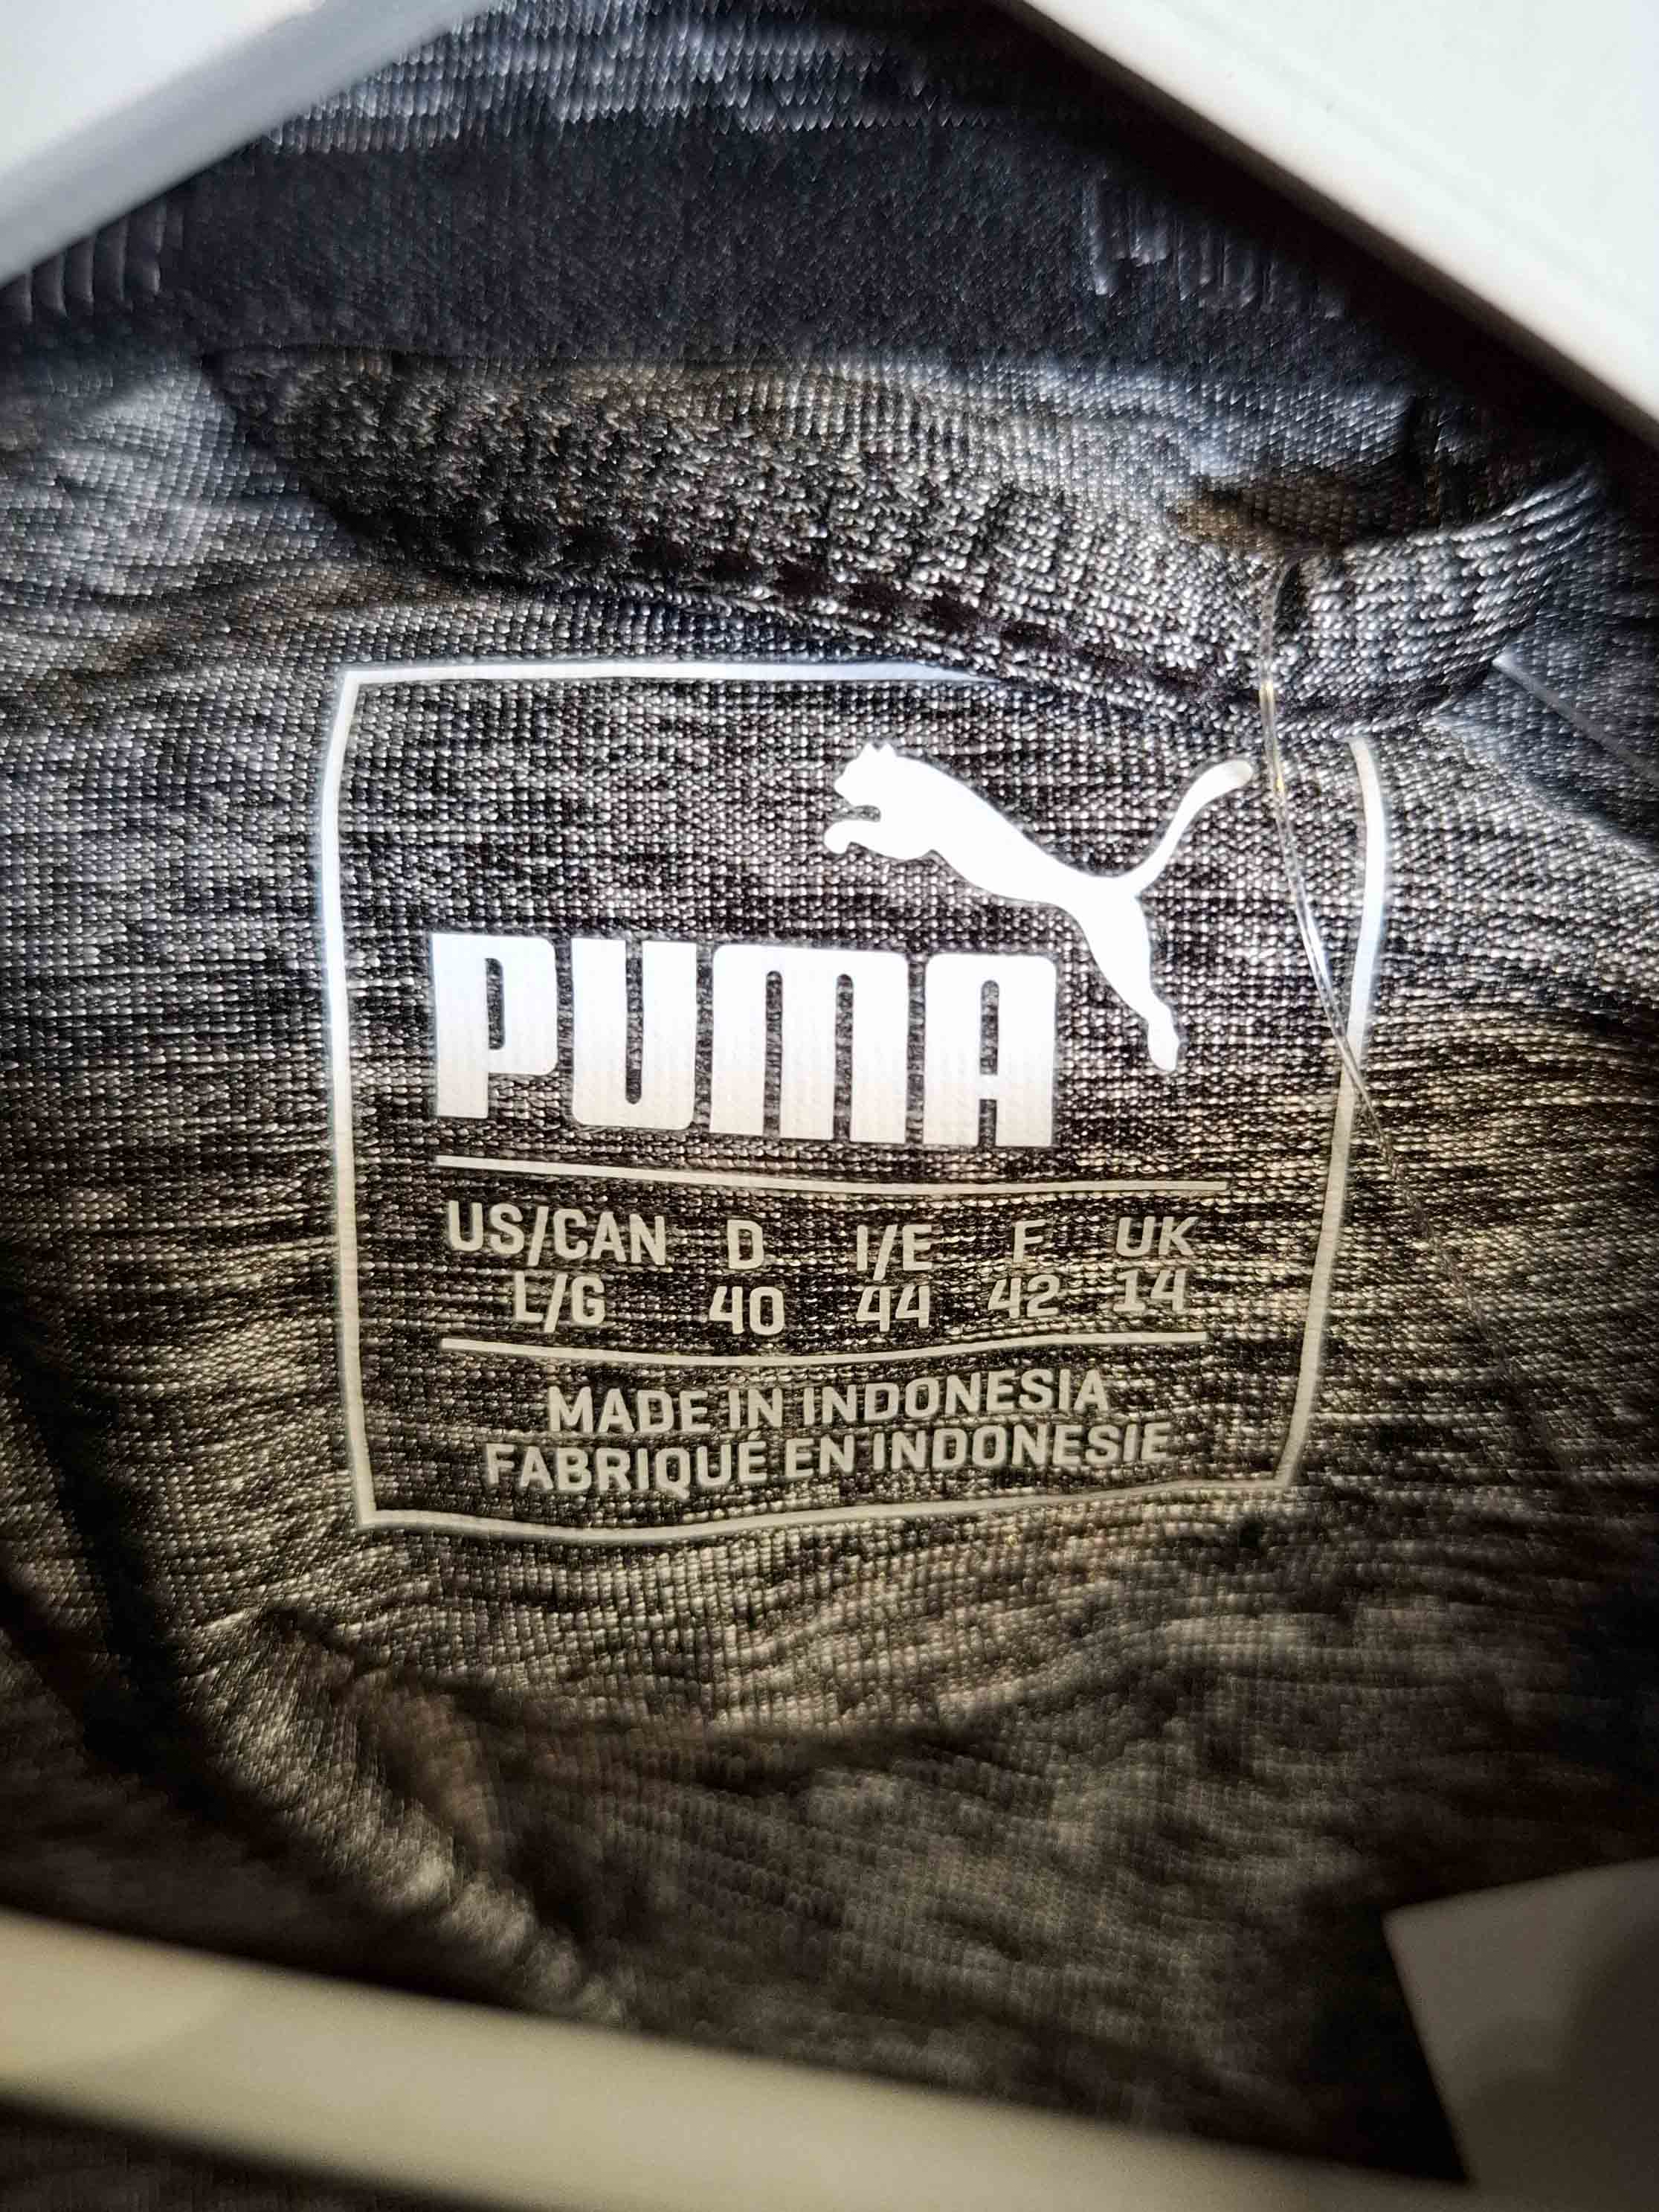 PUMA
US/CAN D I/E F UK
L/G 40 44 42 14
MADE IN INDONESIA
FABRIQUÉ EN INDONESIE